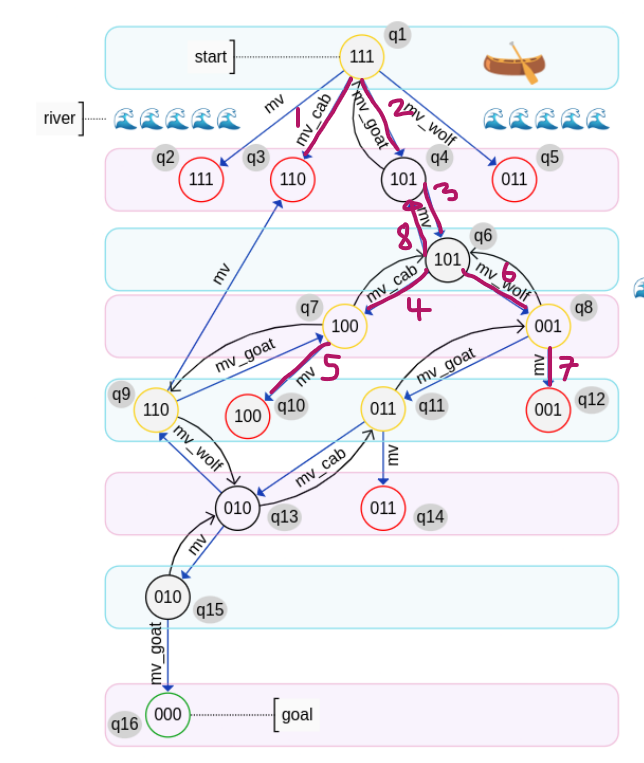 q1
start
111
river
mv
1
mv_cab
mv_goat
2
mv_wolf
q2
q3
q4
q5
111
110
101
011
3
mv
8
q6
101
mv
mv_cab
4
mv_wolf
6
q7
q8
100
001
mv_goat
mv
5
mv_goat
mv
7
q9
110
100
q10
011
q11
001
q12
mv_wolf
mv_cab
mv
010
q13
011
q14
mv
010
q15
mv_goat
q16
000
goal